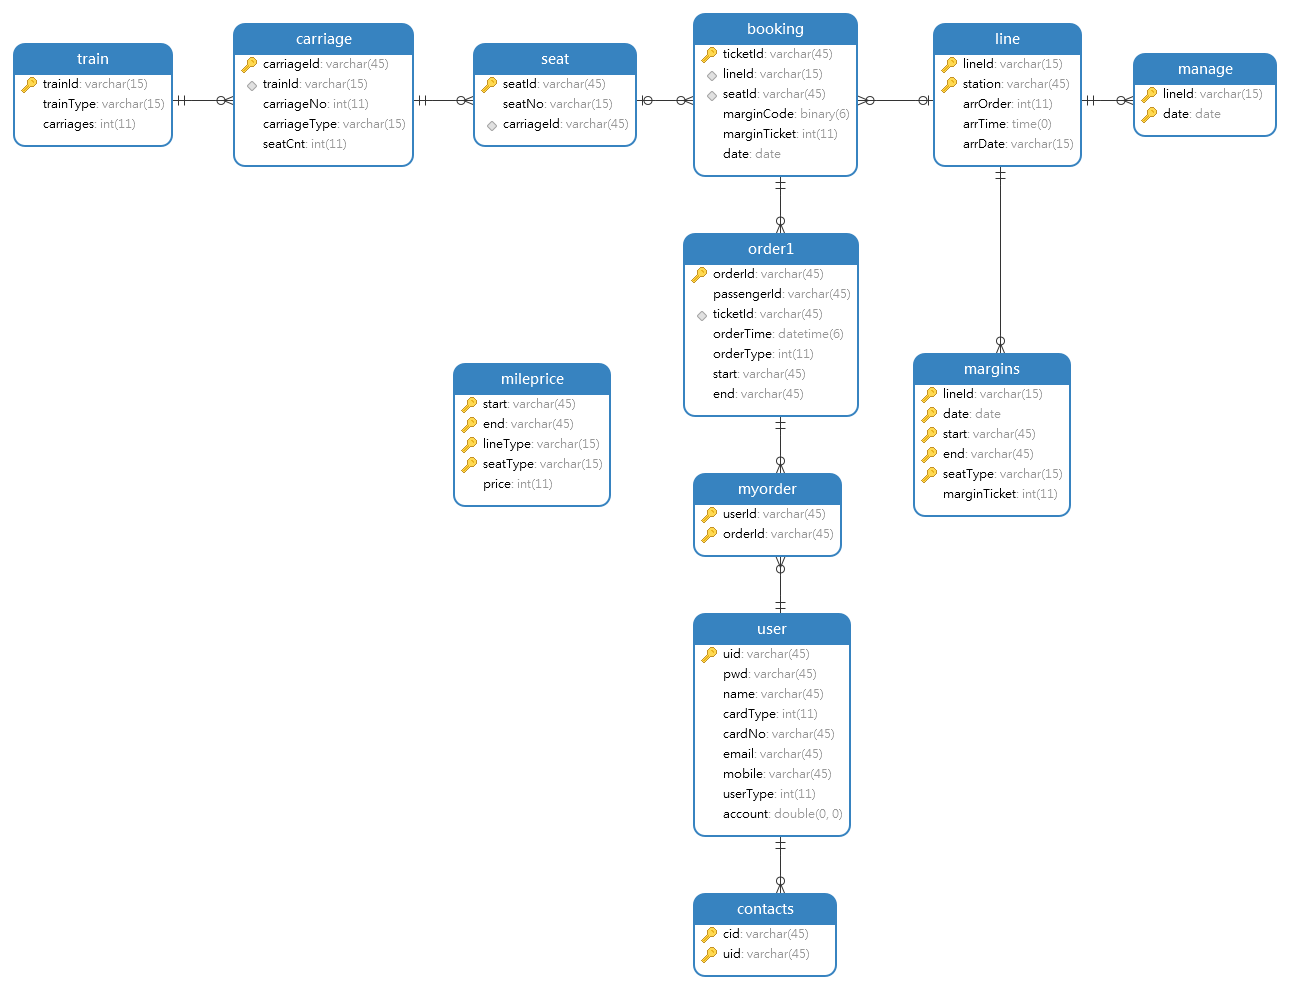 train
trainId: varchar(15)
trainType: varchar(15)
carriages: int(11)
carriage
carriageId: varchar(45)
trainId: varchar(15)
carriageNo: int(11)
carriageType: varchar(15)
seatCnt: int(11)
seat
seatId: varchar(45)
seatNo: varchar(15)
carriageId: varchar(45)
booking
ticketId: varchar(45)
lineId: varchar(15)
seatId: varchar(45)
marginCode: binary(6)
marginTicket: int(11)
date: date
line
lineId: varchar(15)
station: varchar(45)
arrOrder: int(11)
arrTime: time(0)
arrDate: varchar(15)
manage
lineId: varchar(15)
date: date
order1
orderId: varchar(45)
passengerId: varchar(45)
ticketId: varchar(45)
orderTime: datetime(6)
orderType: int(11)
start: varchar(45)
end: varchar(45)
mileprice
start: varchar(45)
end: varchar(45)
lineType: varchar(15)
seatType: varchar(15)
price: int(11)
margins
lineId: varchar(15)
date: date
start: varchar(45)
end: varchar(45)
seatType: varchar(15)
marginTicket: int(11)
myorder
userId: varchar(45)
orderId: varchar(45)
user
uid: varchar(45)
pwd: varchar(45)
name: varchar(45)
cardType: int(11)
cardNo: varchar(45)
email: varchar(45)
mobile: varchar(45)
userType: int(11)
account: double(0, 0)
contacts
cid: varchar(45)
uid: varchar(45)